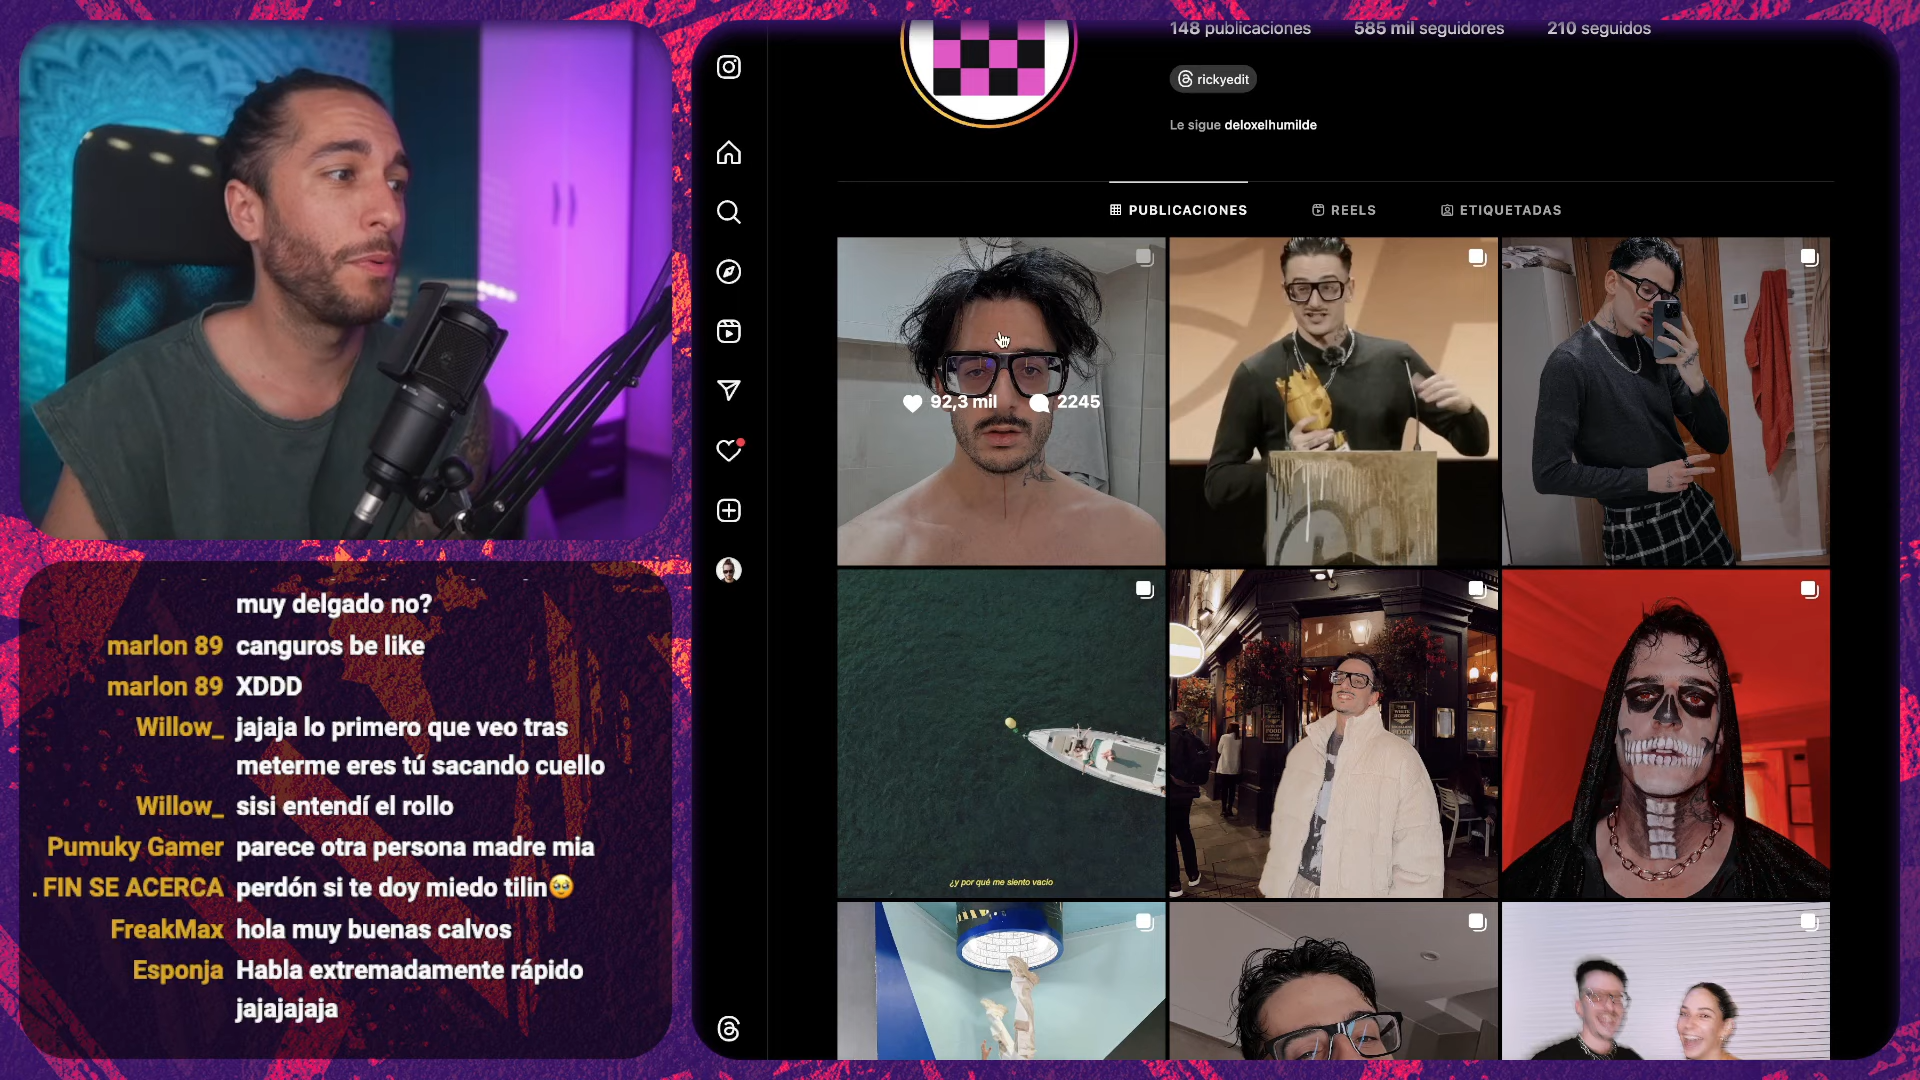 148 publicaciones
585 mil seguidores
210 seguidos
rickyedit
Le sigue deloxelhumilde
PUBLICACIONES
REELS
ETIQUETADAS
92,3 mil
2245
¿y por qué me siento vacío
muy delgado no?
marlon 89 canguros be like
marlon 89 XDDD
Willow_ jajaja lo primero que veo tras
meterme eres tú sacando cuello
Willow_ sisi entendí el rollo
Pumuky Gamer parece otra persona madre mia
. FIN SE ACERCA perdón si te doy miedo tilin🥹
FreakMax hola muy buenas calvos
Esponja Habla extremadamente rápido
jajajajaja